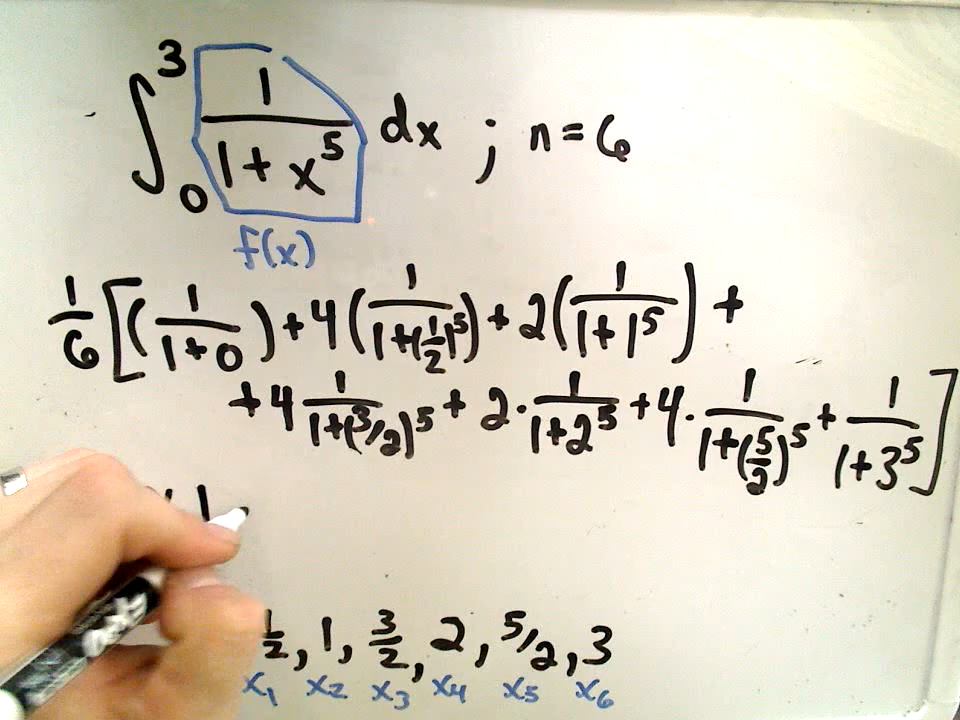 ∫₀³ 1/(1 + x⁵) dx ; n = 6
f(x)
1/6 [ (1/(1+0)) + 4 (1/(1+(1/2)⁵)) + 2 (1/(1+1⁵)) +
+ 4 1/(1+(3/2)⁵) + 2 · 1/(1+2⁵) + 4 · 1/(1+(5/2)⁵) + 1/(1+3⁵) ]
1/2, 1, 3/2, 2, 5/2, 3
x₁ x₂ x₃ x₄ x₅ x₆